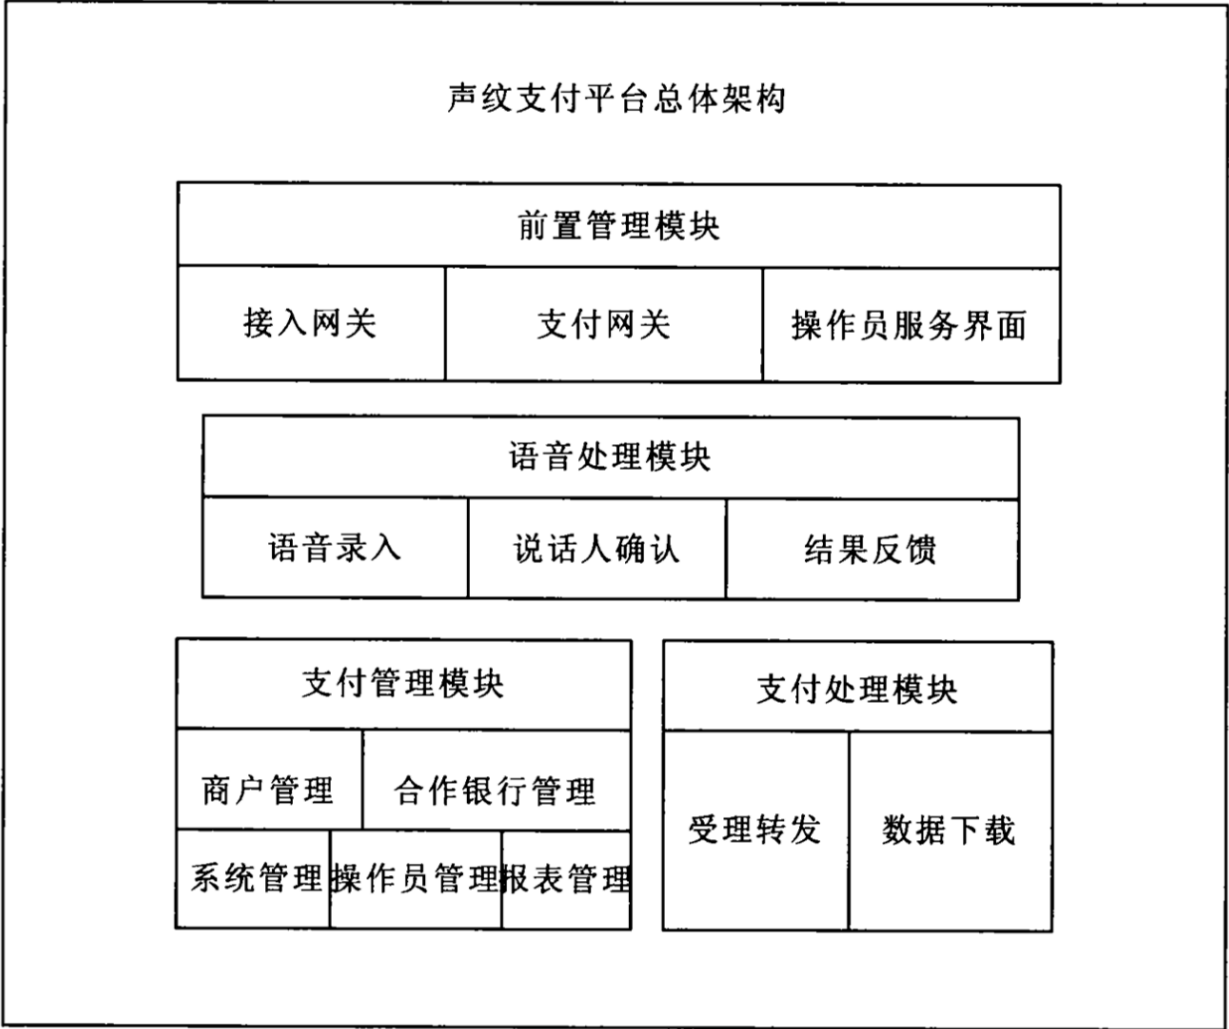 声纹支付平台总体架构
前置管理模块
接入网关 支付网关 操作员服务界面
语音处理模块
语音录入 说话人确认 结果反馈
支付管理模块
商户管理 合作银行管理
系统管理 操作员管理 报表管理
支付处理模块
受理转发 数据下载